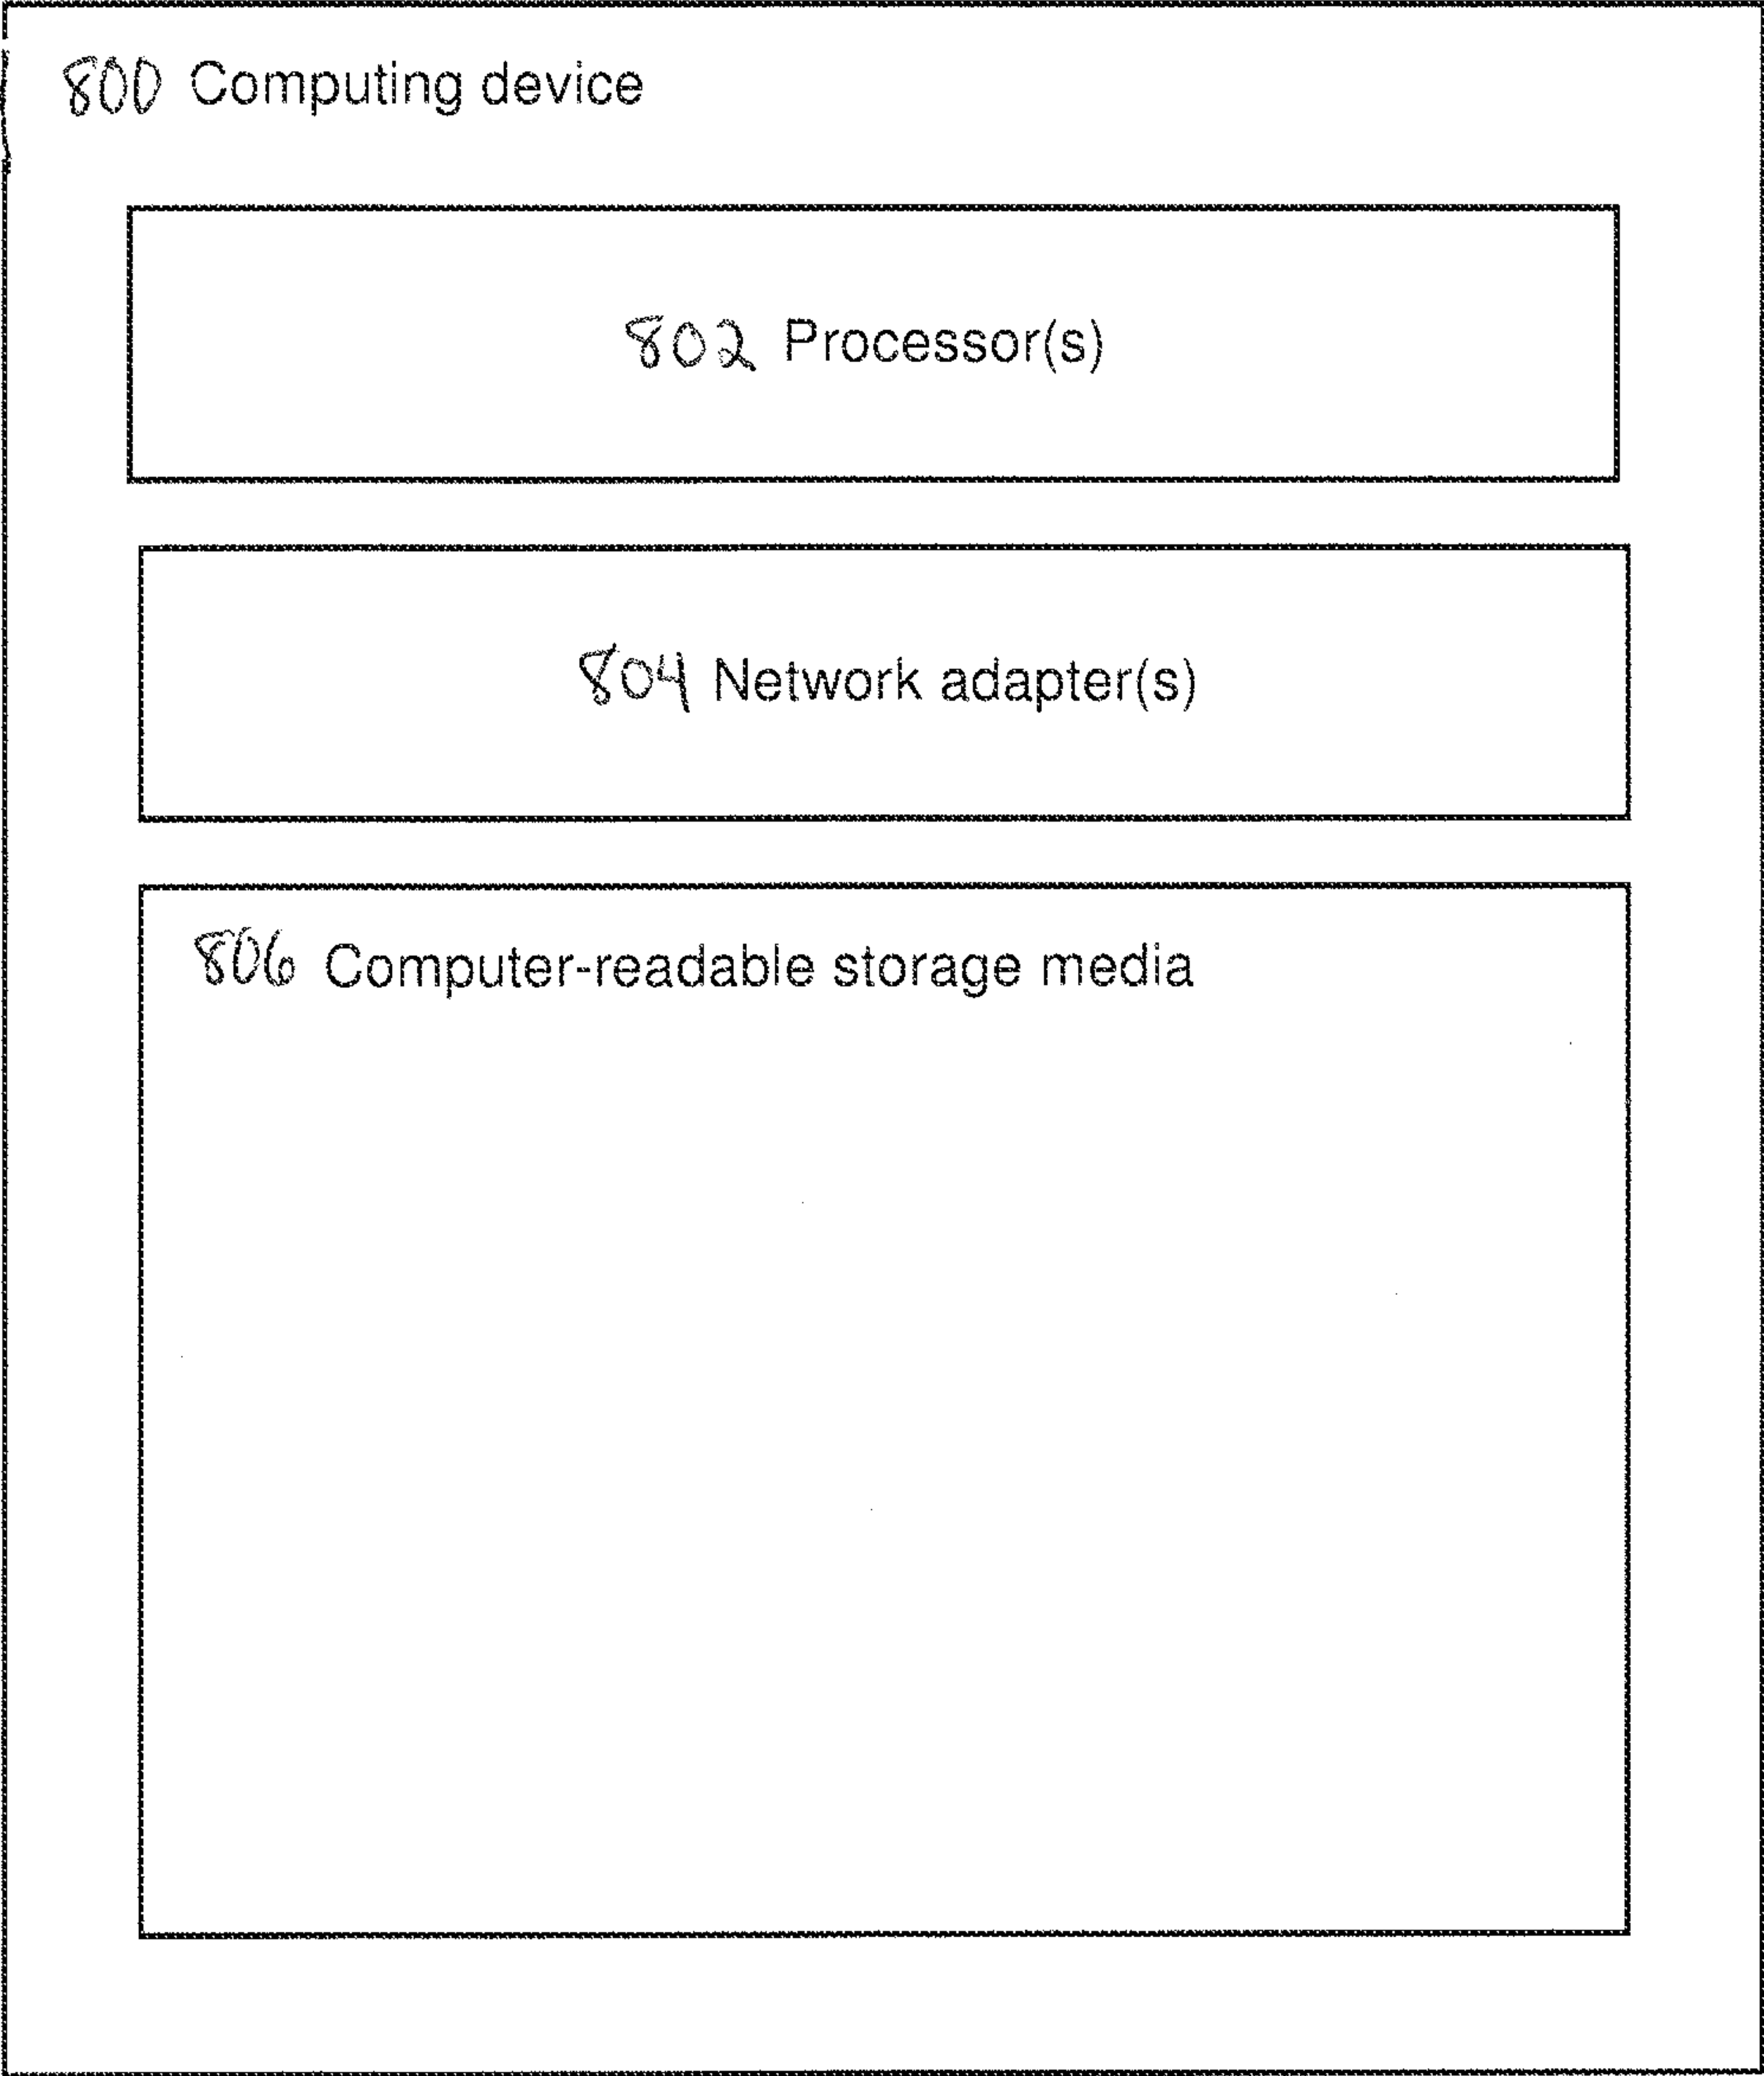 800 Computing device
802 Processor(s)
804 Network adapter(s)
806 Computer-readable storage media